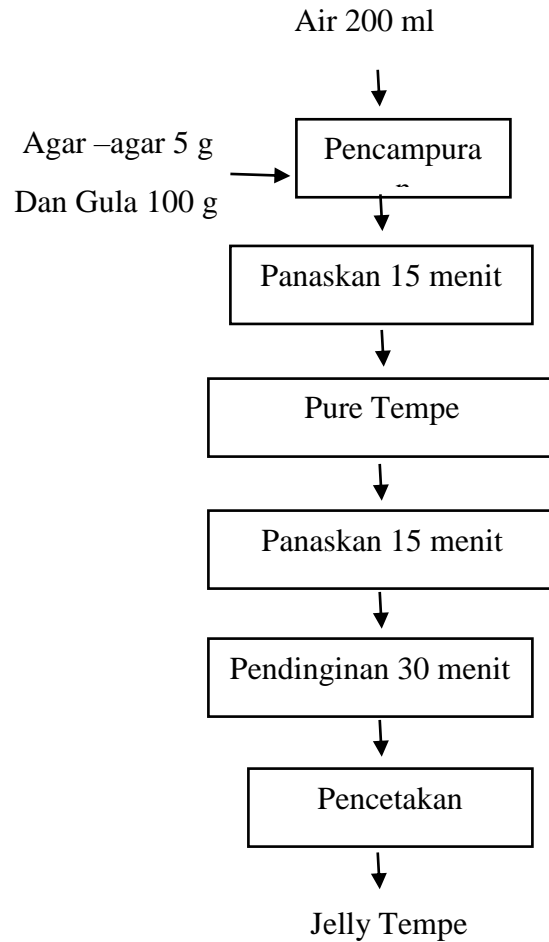 Air 200 ml
Agar –agar 5 g
Dan Gula 100 g
Pencampura
n
Panaskan 15 menit
Pure Tempe
Panaskan 15 menit
Pendinginan 30 menit
Pencetakan
Jelly Tempe